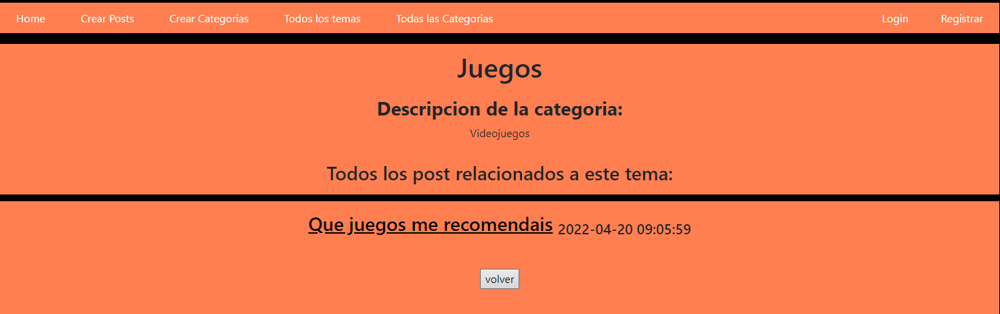 Home Crear Posts Crear Categorias Todos los temas Todas las Categorias Login Registrar
Juegos
Descripcion de la categoria:
Videojuegos
Todos los post relacionados a este tema:
Que juegos me recomendais 2022-04-20 09:05:59
volver